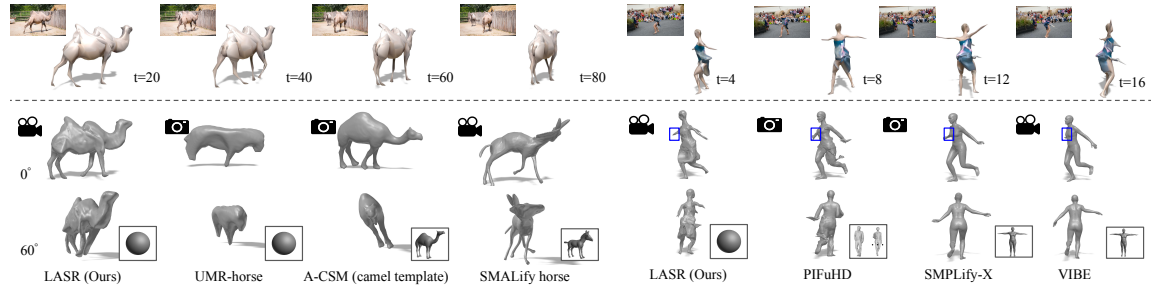 t=20
t=40
t=60
t=80
t=4
t=8
t=12
t=16
0°
60°
LASR (Ours)
UMR-horse
A-CSM (camel template)
SMALify horse
LASR (Ours)
PIFuHD
SMPLify-X
VIBE